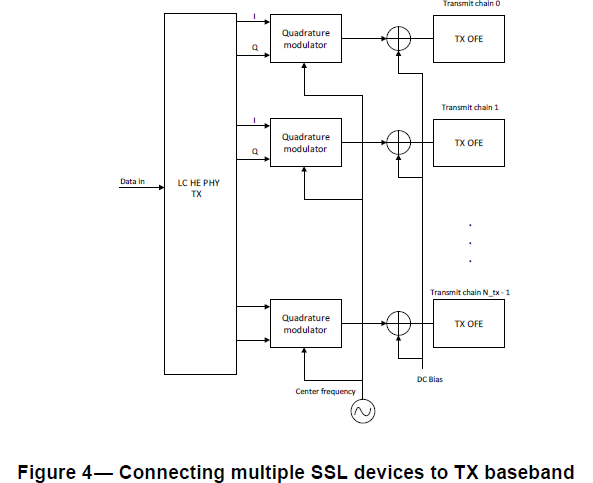 Transmit chain 0
I
Quadrature
modulator
TX OFE
Q
Transmit chain 1
I
Quadrature
modulator
TX OFE
Q
Data in
LC HE PHY
TX
.
.
.
Transmit chain N_tx - 1
Quadrature
modulator
TX OFE
DC Bias
Center frequency
Figure 4— Connecting multiple SSL devices to TX baseband